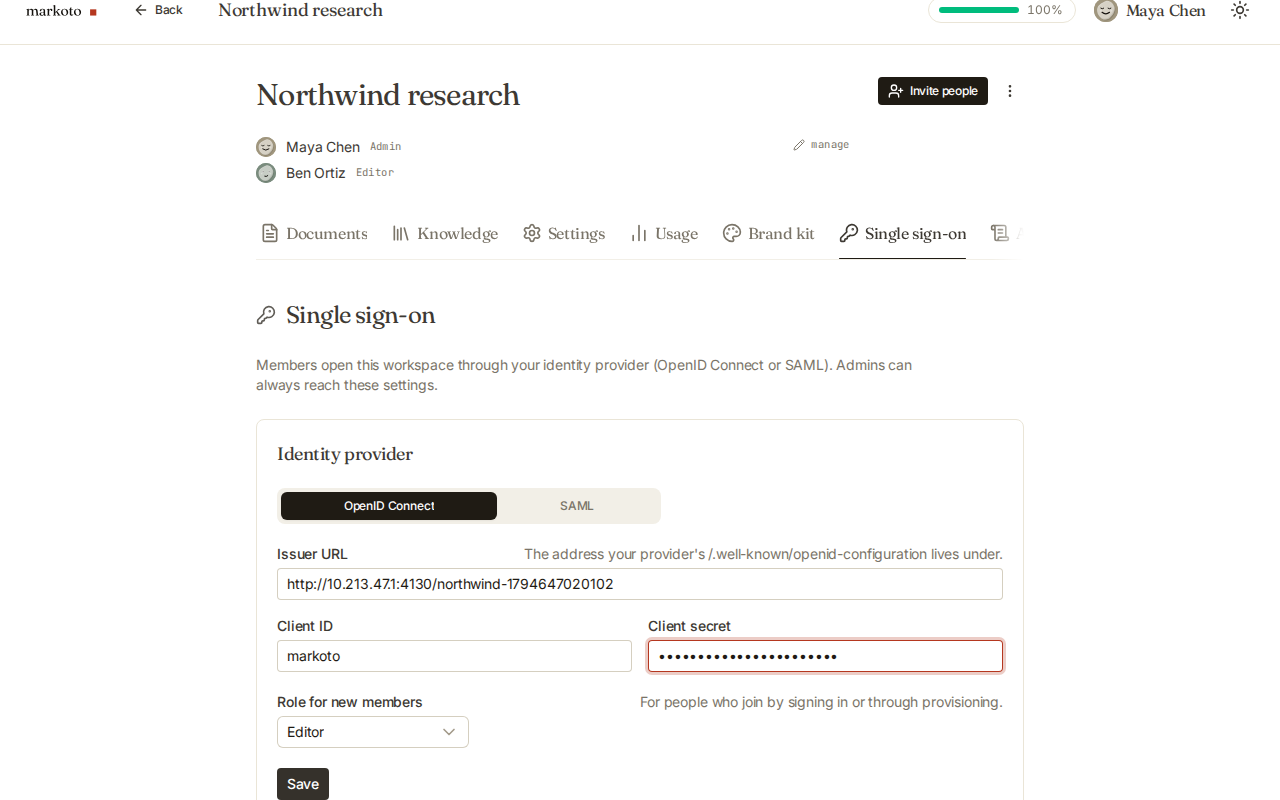 markoto
Back
Northwind research
100%
Maya Chen
Northwind research
Invite people
Maya Chen Admin
manage
Ben Ortiz Editor
Documents Knowledge Settings Usage Brand kit Single sign-on
Single sign-on
Members open this workspace through your identity provider (OpenID Connect or SAML). Admins can
always reach these settings.
Identity provider
OpenID Connect SAML
Issuer URL The address your provider's /.well-known/openid-configuration lives under.
http://10.213.47.1:4130/northwind-1794647020102
Client ID Client secret
markoto •••••••••••••••••••••••
Role for new members For people who join by signing in or through provisioning.
Editor
Save